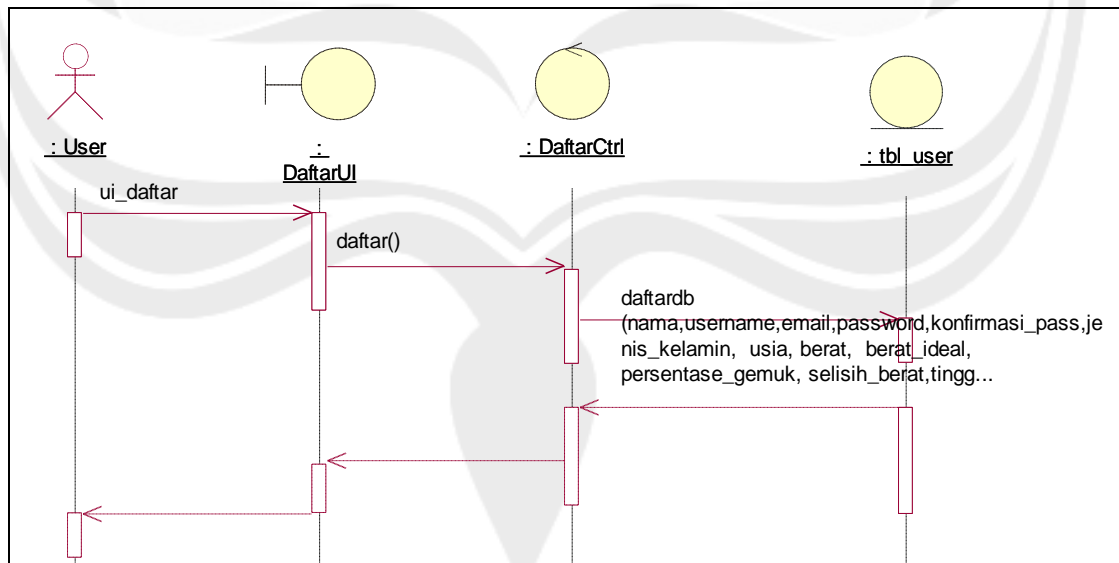 : User
:
DaftarUI
: DaftarCtrl
: tbl_user
ui_daftar
daftar()
daftardb
(nama,username,email,password,konfirmasi_pass,je
nis_kelamin, usia, berat, berat_ideal,
persentase_gemuk, selisih_berat,tingg...